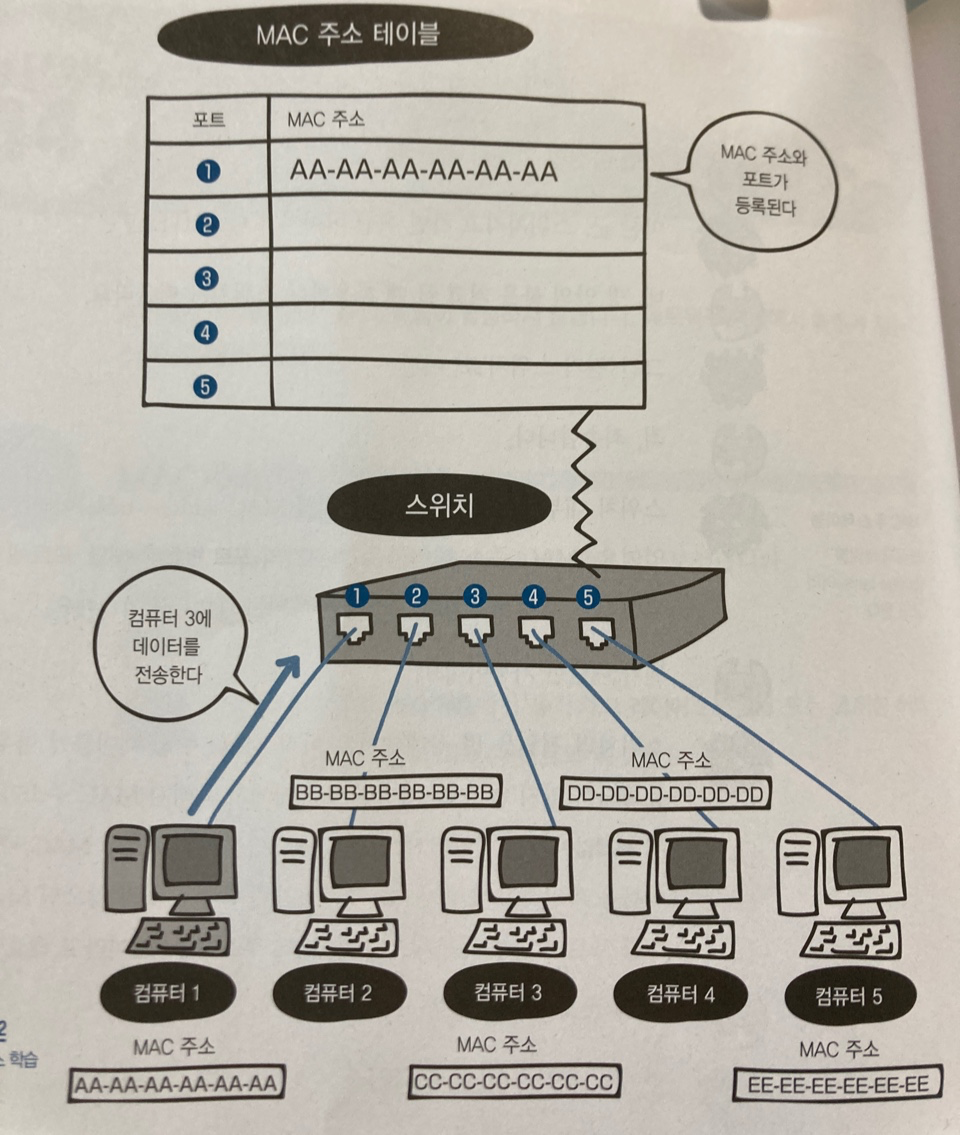 MAC 주소 테이블
포트 MAC 주소
1 AA-AA-AA-AA-AA-AA
2
3
4
5
MAC 주소와
포트가
등록된다
스위치
1 2 3 4 5
컴퓨터 3에
데이터를
전송한다
MAC 주소 MAC 주소
BB-BB-BB-BB-BB-BB DD-DD-DD-DD-DD-DD
컴퓨터 1 컴퓨터 2 컴퓨터 3 컴퓨터 4 컴퓨터 5
MAC 주소 MAC 주소 MAC 주소
AA-AA-AA-AA-AA-AA CC-CC-CC-CC-CC-CC EE-EE-EE-EE-EE-EE
2
학습